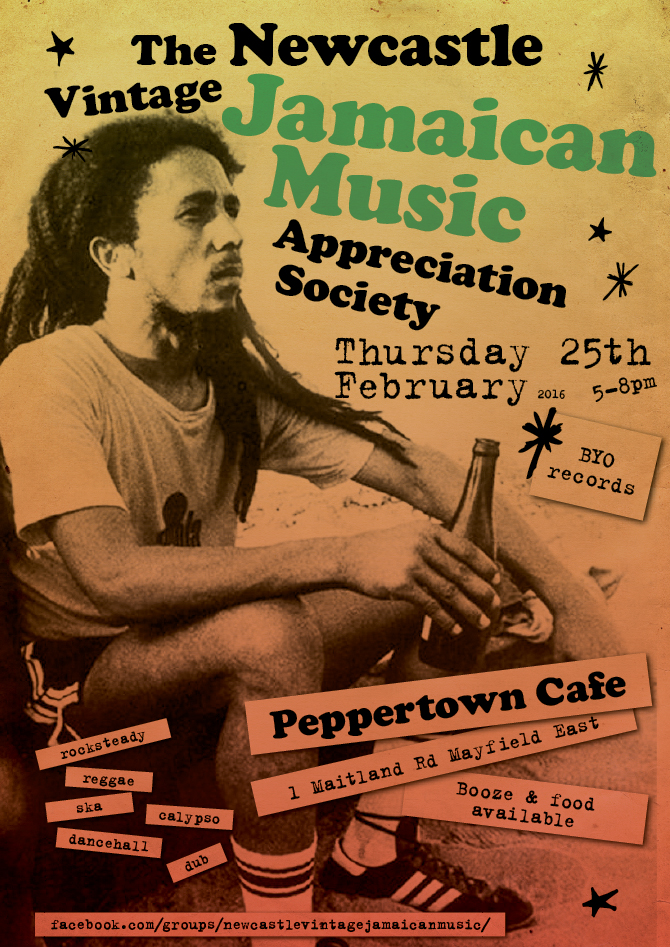 The Newcastle
Vintage Jamaican
Music
Appreciation
Society
Thursday 25th
February 2016 5-8pm
BYO
records
Peppertown Cafe
1 Maitland Rd Mayfield East
Booze & food
available
rocksteady
reggae
ska
calypso
dancehall
dub
facebook.com/groups/newcastlevintagejamaicanmusic/